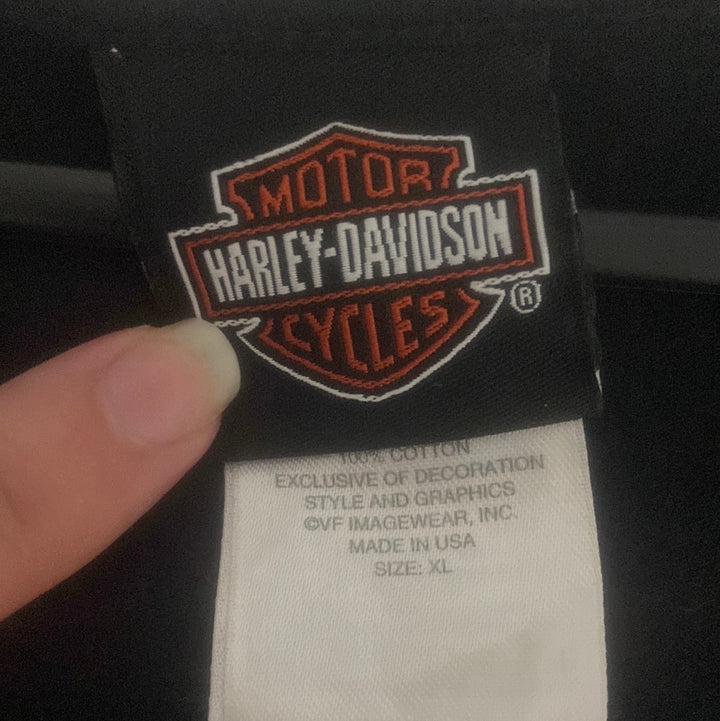 MOTOR
HARLEY-DAVIDSON
CYCLES
®
100% COTTON
EXCLUSIVE OF DECORATION
STYLE AND GRAPHICS
©VF IMAGEWEAR, INC.
MADE IN USA
SIZE: XL